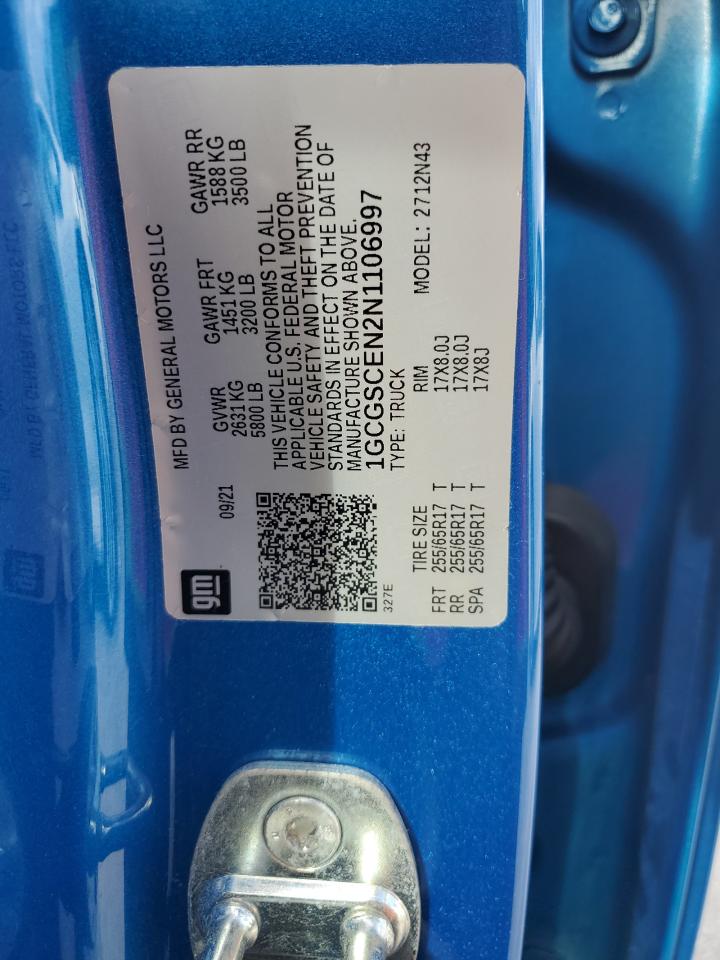 gm
09/21
MFD BY GENERAL MOTORS LLC
GVWR GAWR FRT GAWR RR
2631 KG 1451 KG 1588 KG
5800 LB 3200 LB 3500 LB
THIS VEHICLE CONFORMS TO ALL
APPLICABLE U.S. FEDERAL MOTOR
VEHICLE SAFETY AND THEFT PREVENTION
STANDARDS IN EFFECT ON THE DATE OF
MANUFACTURE SHOWN ABOVE.
1GCGSCEN2N1106997
327E
TYPE: TRUCK
MODEL: 2712N43
TIRE SIZE RIM
FRT 255/65R17 T 17X8.0J
RR 255/65R17 T 17X8.0J
SPA 255/65R17 T 17X8J